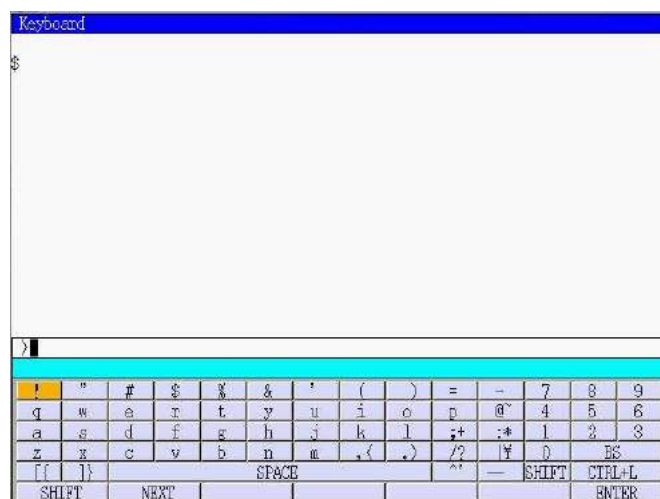 Keyboard
$
>
! " # $ % & ' ( ) = - 7 8 9
q w e r t y u i o p @~ 4 5 6
a s d f g h j k l ;+ :* 1 2 3
z x c v b n m ,< .> /? |¥ 0 BS
[{ ]} SPACE ^' — SHIFT CTRL+L
SHIFT NEXT ENTER